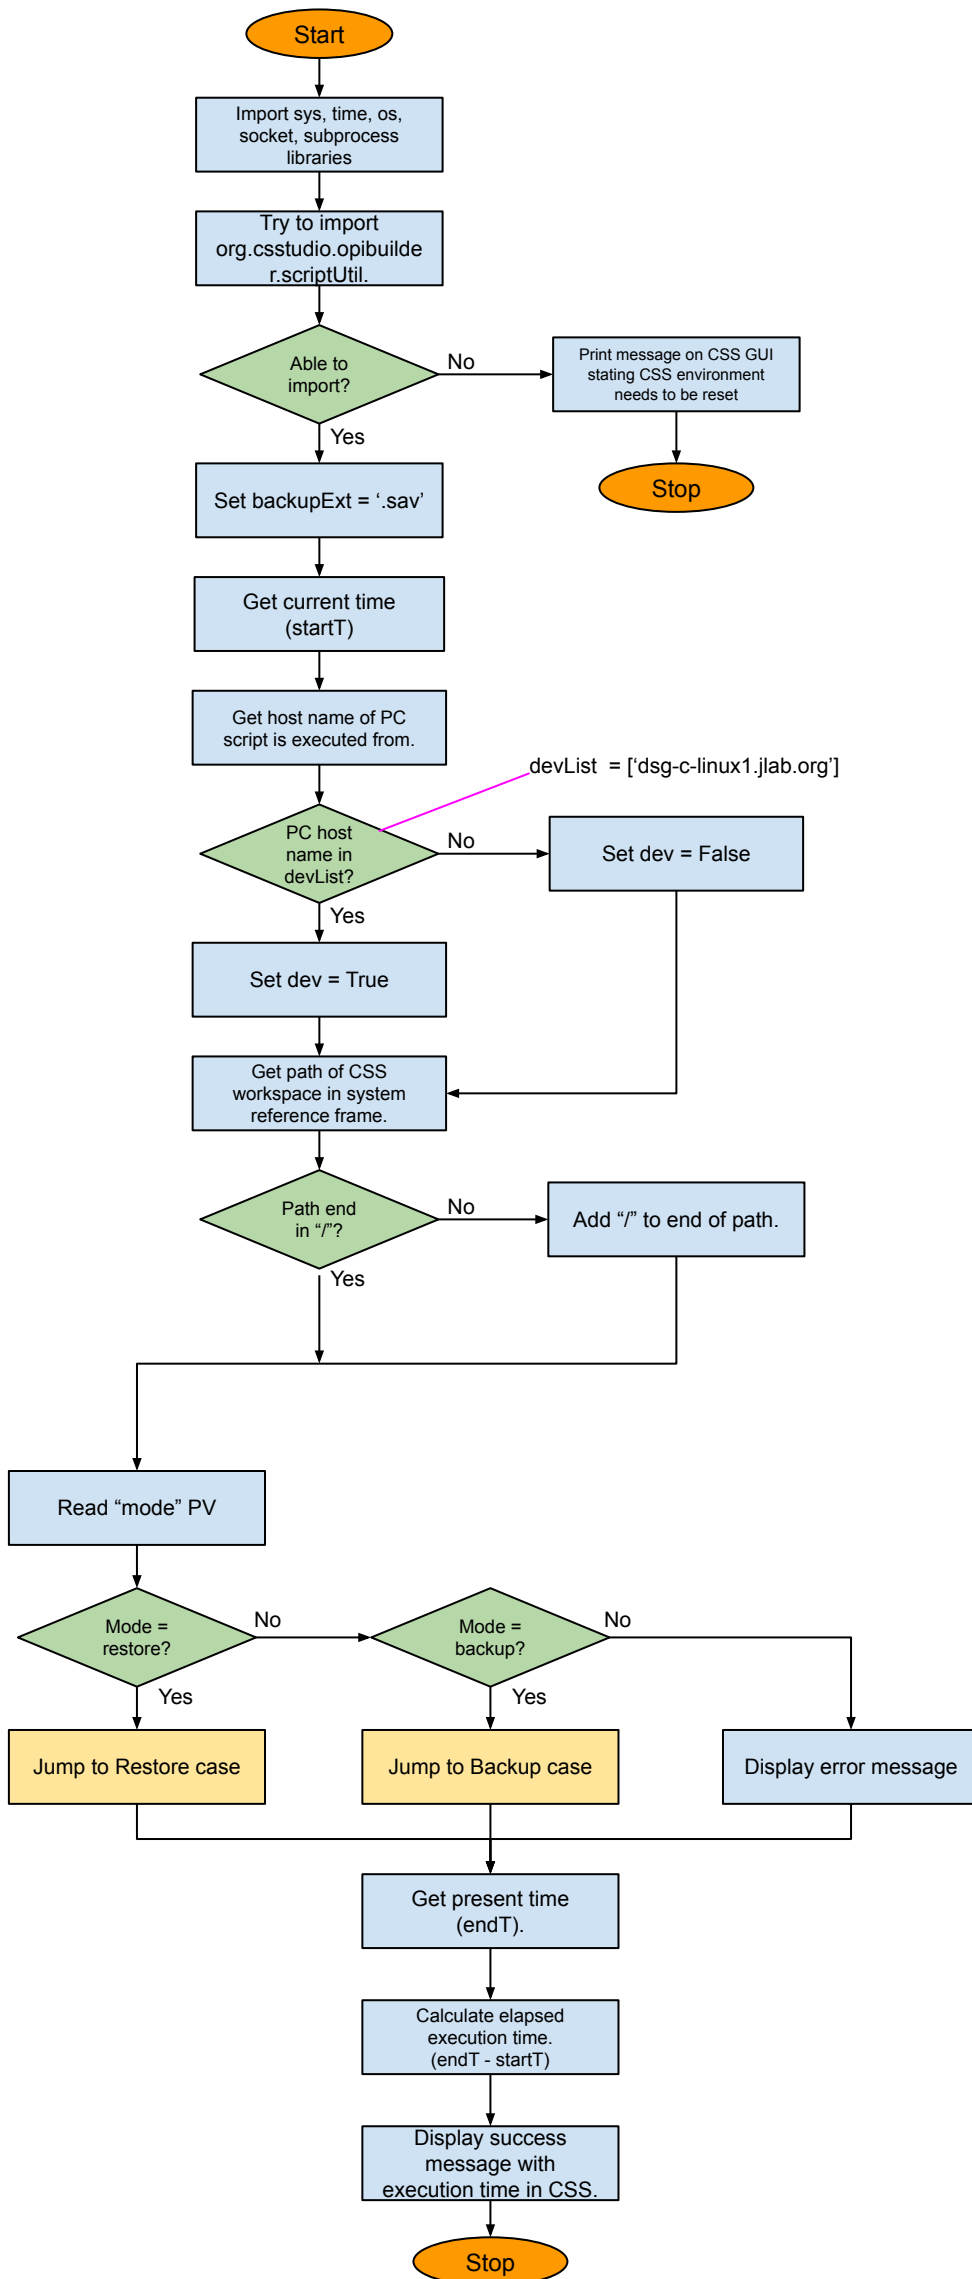 Start
Import sys, time, os,
socket, subprocess
libraries
Try to import
org.csstudio.opibuilde
r.scriptUtil.
Able to
import?
No
Print message on CSS GUI
stating CSS environment
needs to be reset
Yes
Stop
Set backupExt = ‘.sav’
Get current time
(startT)
Get host name of PC
script is executed from.
devList  = [‘dsg-c-linux1.jlab.org’]
PC host
name in
devList?
No
Set dev = False
Yes
Set dev = True
Get path of CSS
workspace in system
reference frame.
Path end
in “/”?
No
Add “/” to end of path.
Yes
Read “mode” PV
Mode =
restore?
No
Mode =
backup?
No
Yes
Yes
Jump to Restore case
Jump to Backup case
Display error message
Get present time
(endT).
Calculate elapsed
execution time.
(endT - startT)
Display success
message with
execution time in CSS.
Stop